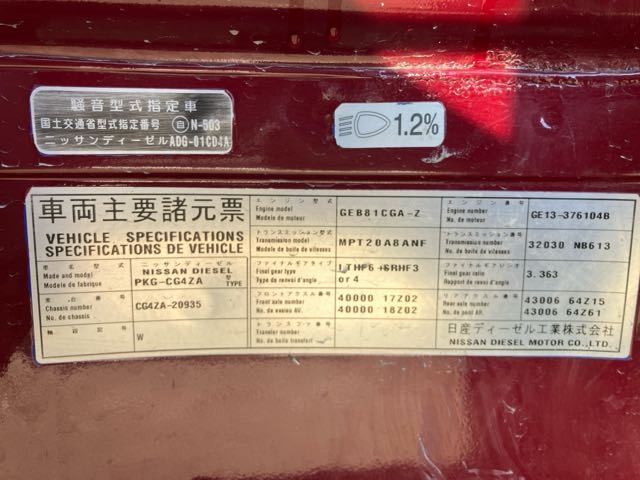 騒音型式指定車
国土交通省型式指定番号 自 N-503
ニッサンディーゼル ADG-01CD4A
1.2%
車両主要諸元票
VEHICLE SPECIFICATIONS
SPECIFICATIONS DE VEHICLE
車名 型式
Made and model
Modele de fabrique
ニッサンディーゼル
NISSAN DIESEL
PKG-CG4ZA 型 TYPE
車台番号
Chassis number
No. de chassis
CG4ZA-20935
軸設定
W
エンジン型式
Engine model
Modele de moteur
GEB81CGA-Z
トランスミッション型式
Transmission model
Modele de boite de vitesses
MPT20A8ANF
ファイナルギアタイプ
Final gear type
Type de renvoi d'angle
or4
フロントアクスル番号
Front axle number
No. de essieu AV.
40000 17Z02
40000 18Z02
トランスファ番号
Transfer number
No. de boite transfert
エンジン番号
Engine number
No. de moteur
GE13-376104B
トランスミッション番号
Transmission number
No. de boite de vitesses
32030 NB613
ファイナルギアレシオ
Final gear ratio
Rapport de renvoi d'angle
3.363
リアアクスル番号
Rear axle number
No. de pont AR.
43006 64Z15
43006 64Z61
日産ディーゼル工業株式会社
NISSAN DIESEL MOTOR CO., LTD.